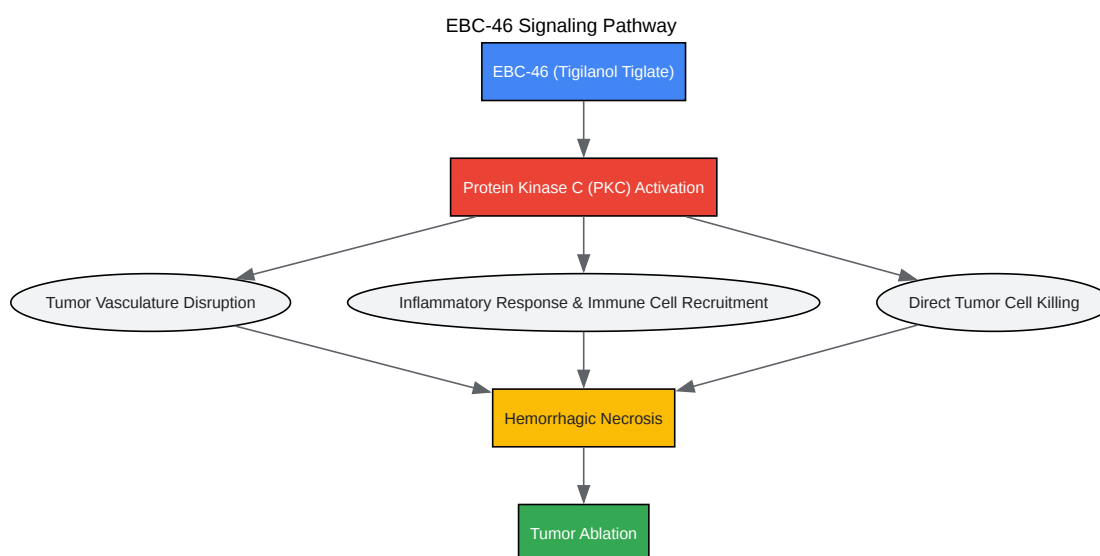 EBC-46 Signaling Pathway
EBC-46 (Tigilanol Tiglate)
Protein Kinase C (PKC) Activation
Tumor Vasculature Disruption
Inflammatory Response & Immune Cell Recruitment
Direct Tumor Cell Killing
Hemorrhagic Necrosis
Tumor Ablation